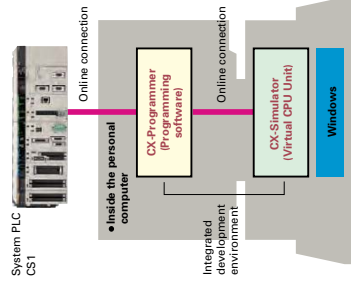 System PLC
CS1
Online connection
● Inside the personal
computer
CX-Programmer
(Programming
software)
Online connection
Integrated
development
environment
CX-Simulator
(Virtual CPU Unit)
Windows